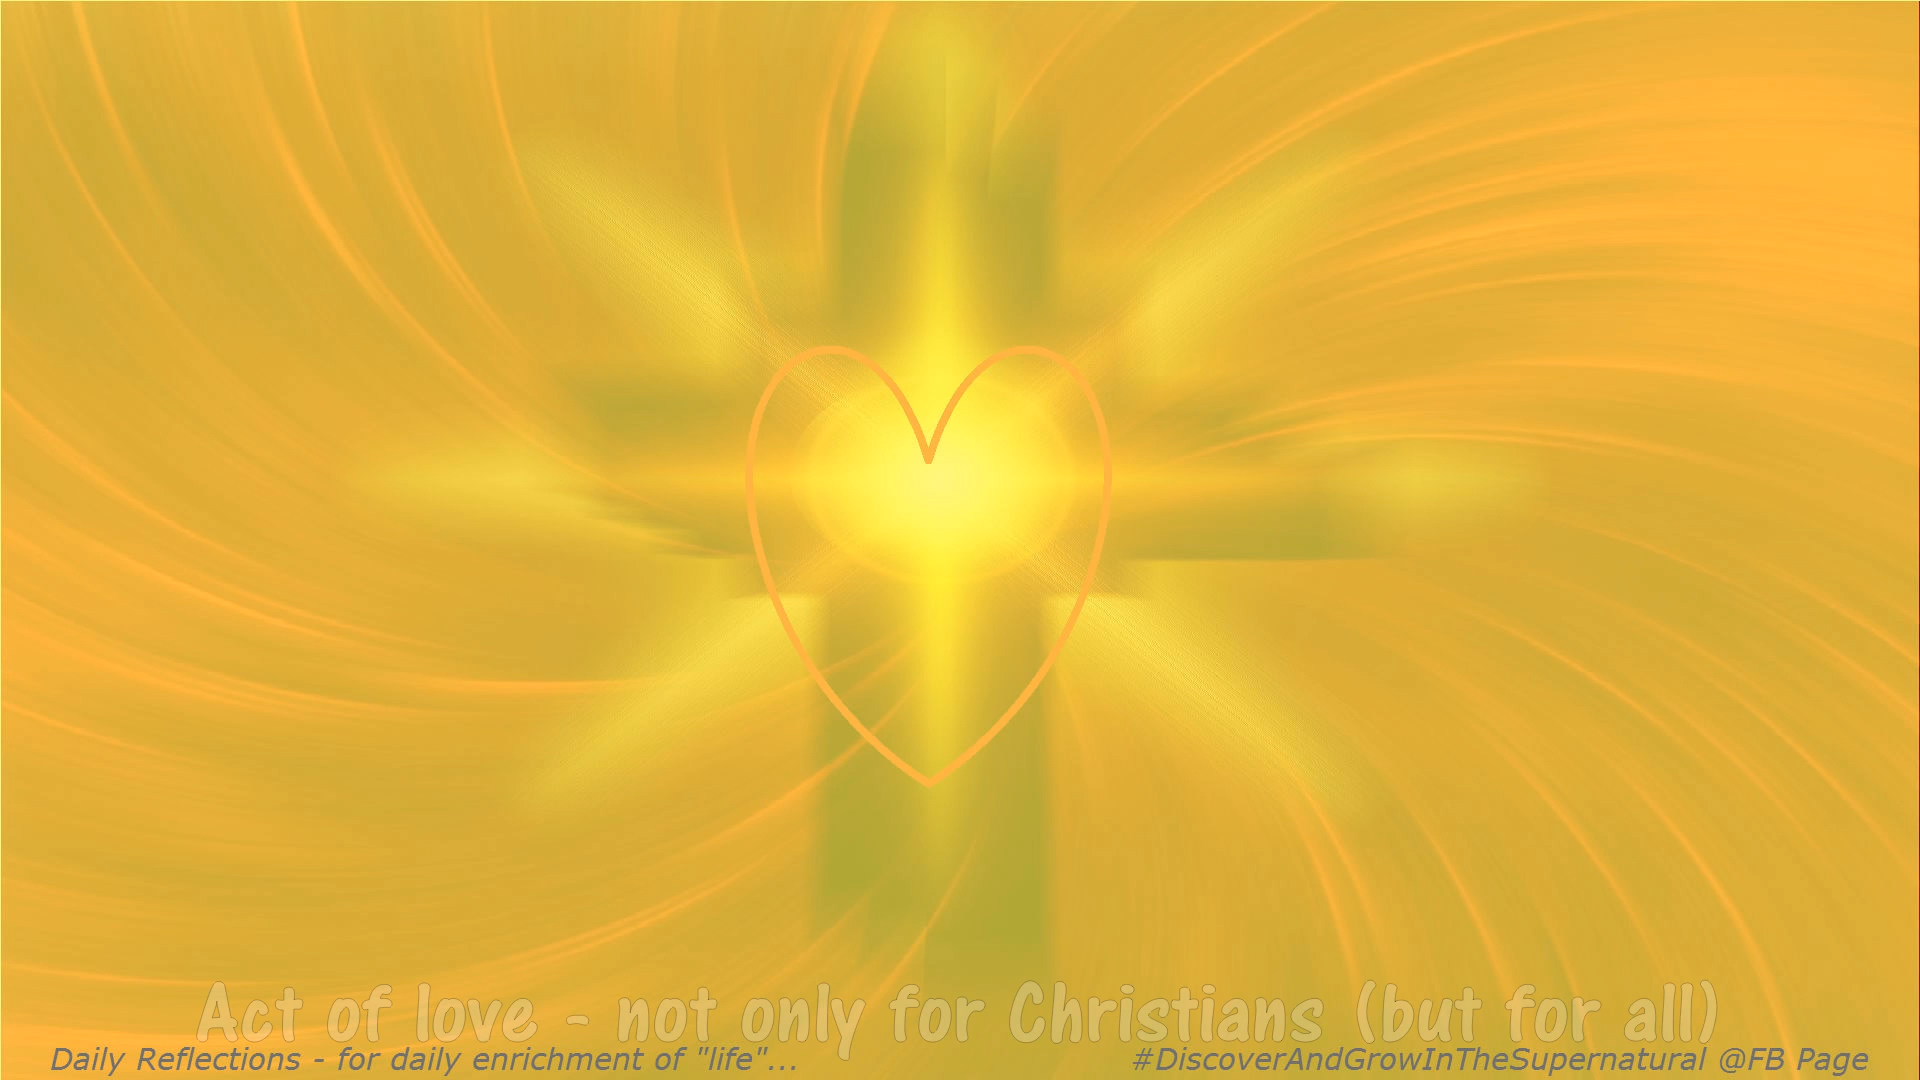 Act of love - not only for Christians (but for all)
Daily Reflections - for daily enrichment of "life"...
#DiscoverAndGrowInTheSupernatural @FB Page